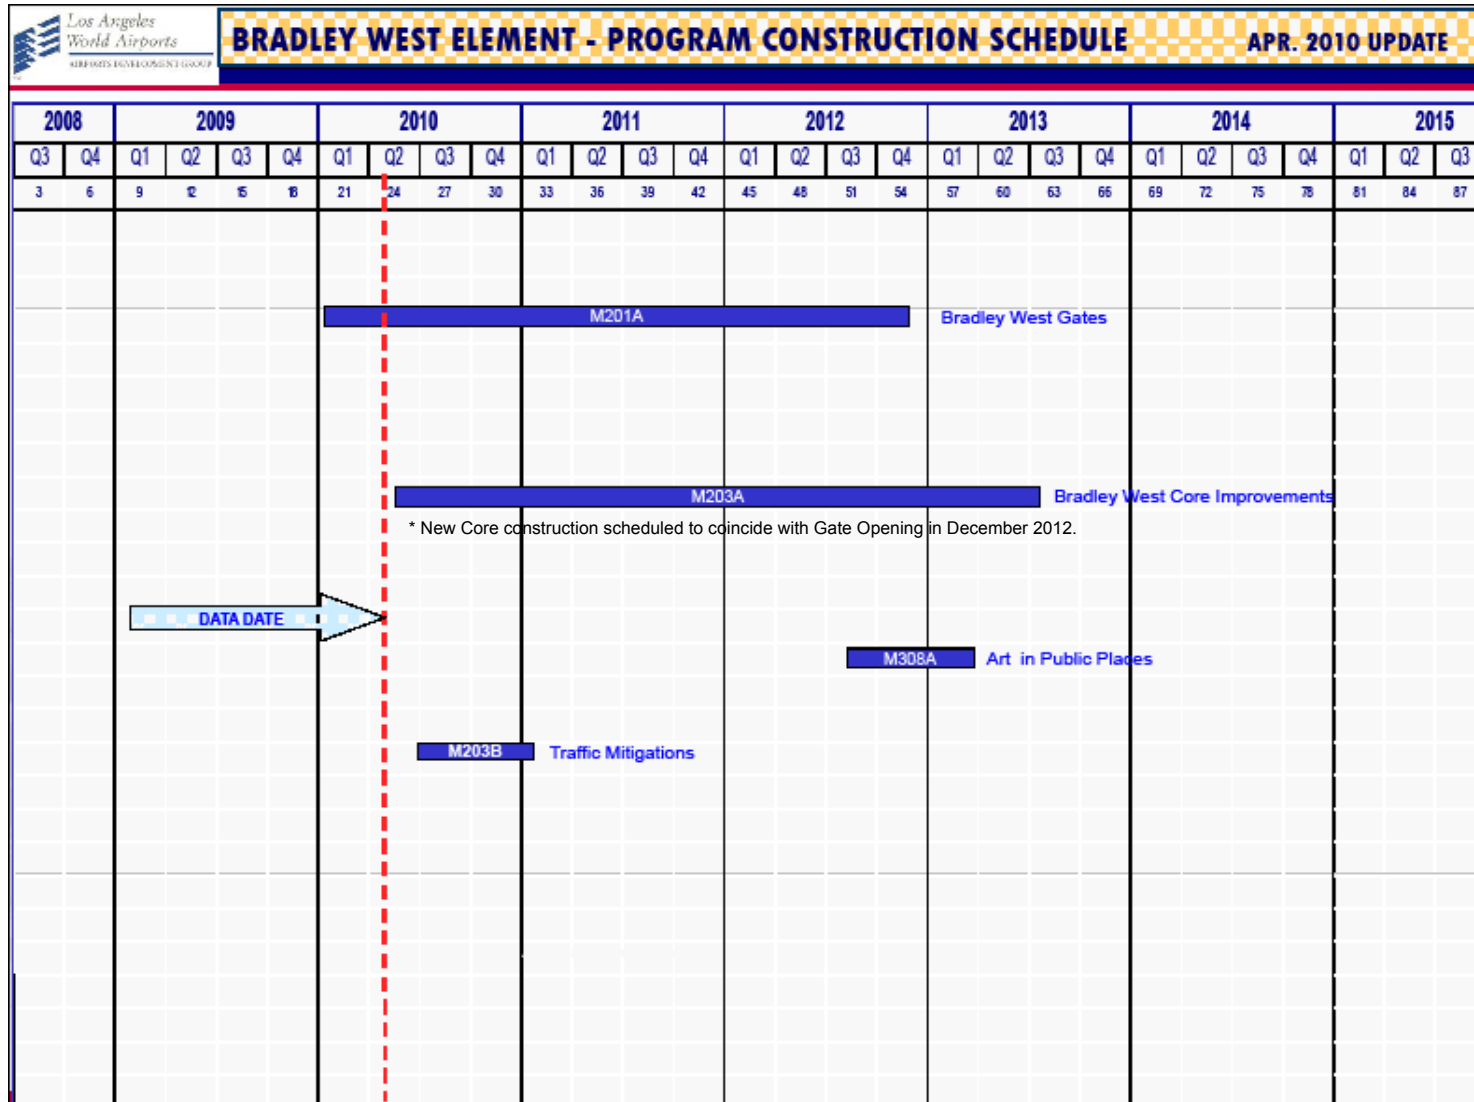 Los Angeles
World Airports
AIRPORTS DEVELOPMENT GROUP
BRADLEY WEST ELEMENT - PROGRAM CONSTRUCTION SCHEDULE APR. 2010 UPDATE
2008 2009 2010 2011 2012 2013 2014 2015
Q3 Q4 Q1 Q2 Q3 Q4 Q1 Q2 Q3 Q4 Q1 Q2 Q3 Q4 Q1 Q2 Q3 Q4 Q1 Q2 Q3 Q4 Q1 Q2 Q3 Q4 Q1 Q2 Q3
3 6 9 12 15 18 21 24 27 30 33 36 39 42 45 48 51 54 57 60 63 66 69 72 75 78 81 84 87
M201A Bradley West Gates
M203A Bradley West Core Improvements
* New Core construction scheduled to coincide with Gate Opening in December 2012.
DATA DATE
M308A Art in Public Places
M203B Traffic Mitigations